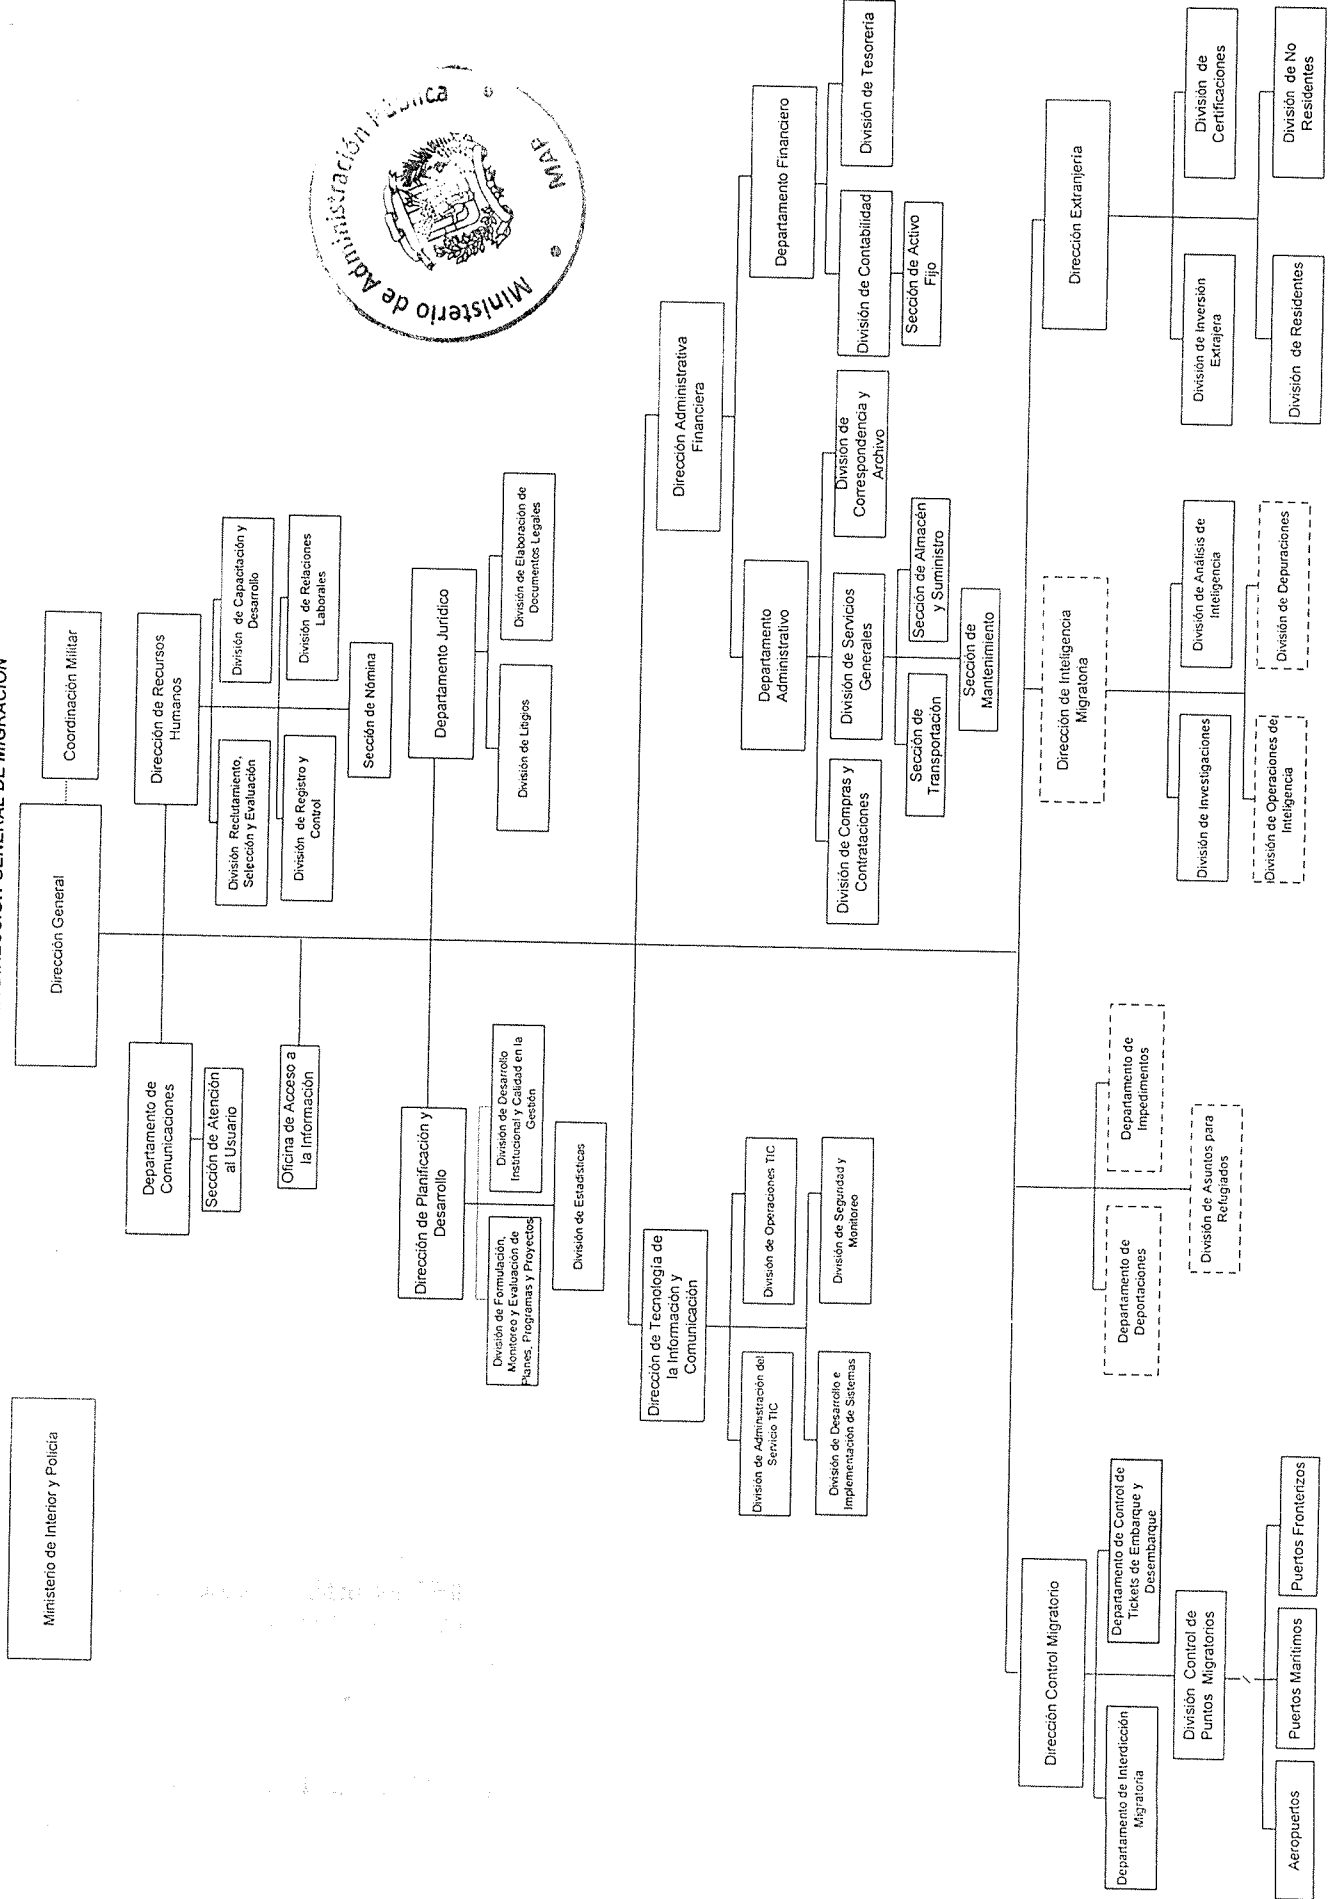 DIRECCIÓN GENERAL DE MIGRACIÓN
Ministerio de Interior y Policía
Dirección General
Coordinación Militar
Departamento de
Comunicaciones
Sección de Atención
al Usuario
Oficina de Acceso a
la Información
Dirección de Recursos
Humanos
División Reclutamiento,
Selección y Evaluación
División de Capacitación y
Desarrollo
División de Registro y
Control
División de Relaciones
Laborales
Sección de Nómina
Ministerio de Administración Pública
MAP
Dirección de Planificación y
Desarrollo
División de Formulación,
Monitoreo y Evaluación de
Planes, Programas y Proyectos
División de Desarrollo
Institucional y Calidad en la
Gestión
División de Estadísticas
Departamento Jurídico
División de Litigios
División de Elaboración de
Documentos Legales
Dirección de Tecnología de
la Información y
Comunicación
División de Administración del
Servicio TIC
División de Operaciones TIC
División de Desarrollo e
Implementación de Sistemas
División de Seguridad y
Monitoreo
Dirección Administrativa
Financiera
Departamento
Administrativo
División de Compras y
Contrataciones
División de Servicios
Generales
División de
Correspondencia y
Archivo
Sección de
Transportación
Sección de Almacén
y Suministro
Sección de
Mantenimiento
Departamento Financiero
División de Contabilidad
División de Tesorería
Sección de Activo
Fijo
Dirección Control Migratorio
Departamento de Interdicción
Migratoria
Departamento de Control de
Tickets de Embarque y
Desembarque
División Control de
Puntos Migratorios
Aeropuertos
Puertos Marítimos
Puertos Fronterizos
Departamento de
Deportaciones
Departamento de
Impedimentos
División de Asuntos para
Refugiados
Dirección de Inteligencia
Migratoria
División de Investigaciones
División de Análisis de
Inteligencia
División de Operaciones de
Inteligencia
División de Depuraciones
Dirección Extranjería
División de Inversión
Extrajera
División de
Certificaciones
División de Residentes
División de No
Residentes